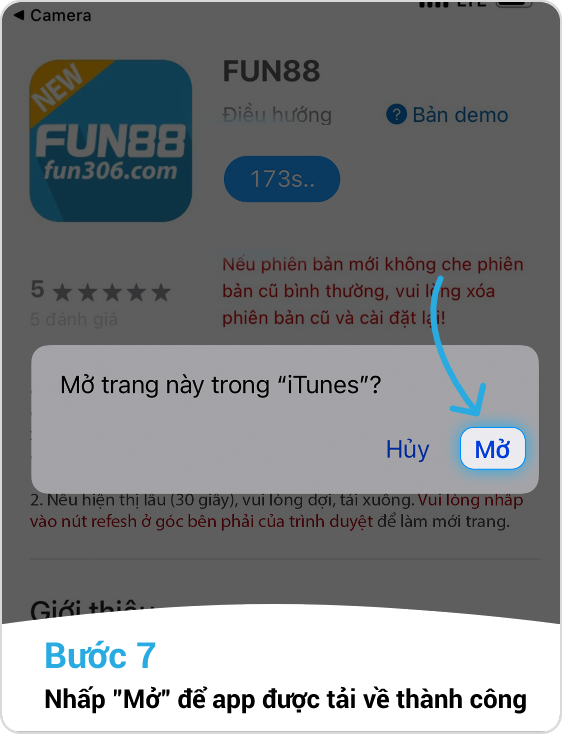 ◀ Camera
LTE
NEW
FUN88
fun306.com
FUN88
Điều hướng
? Bản demo
173s..
5 ★★★★★
5 đánh giá
Nếu phiên bản mới không che phiên
bản cũ bình thường, vui lòng xóa
phiên bản cũ và cài đặt lại!
Mở trang này trong “iTunes”?
Hủy
Mở
2. Nếu hiện thị lâu (30 giây), vui lòng đợi, tải xuống. Vui lòng nhấp
vào nút refesh ở góc bên phải của trình duyệt để làm mới trang.
Giới thiệu
Bước 7
Nhấp "Mở" để app được tải về thành công